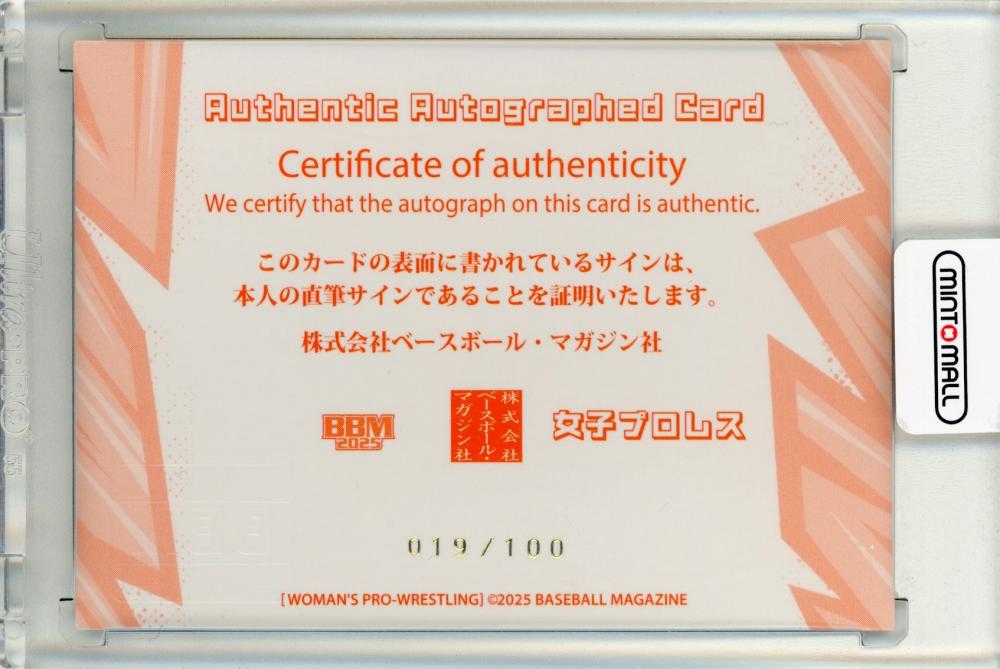 Authentic Autographed Card
Certificate of authenticity
We certify that the autograph on this card is authentic.
このカードの表面に書かれているサインは、
本人の直筆サインであることを証明いたします。
株式会社ベースボール・マガジン社
BBM
2025
株式会社
ベースボール・
マガジン社
女子プロレス
019/100
[WOMAN'S PRO-WRESTLING] ©2025 BASEBALL MAGAZINE
MINT MALL
Ultra PRO